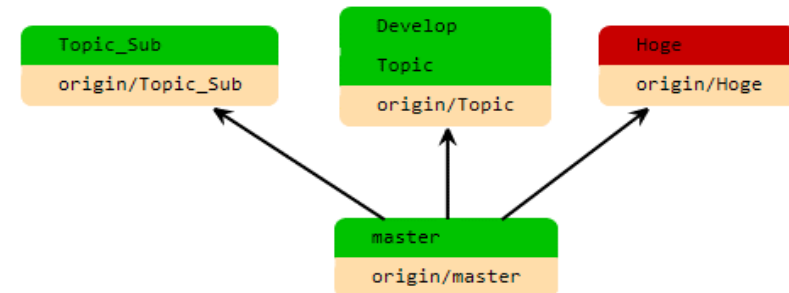 Topic_Sub
origin/Topic_Sub
Develop
Topic
origin/Topic
Hoge
origin/Hoge
master
origin/master